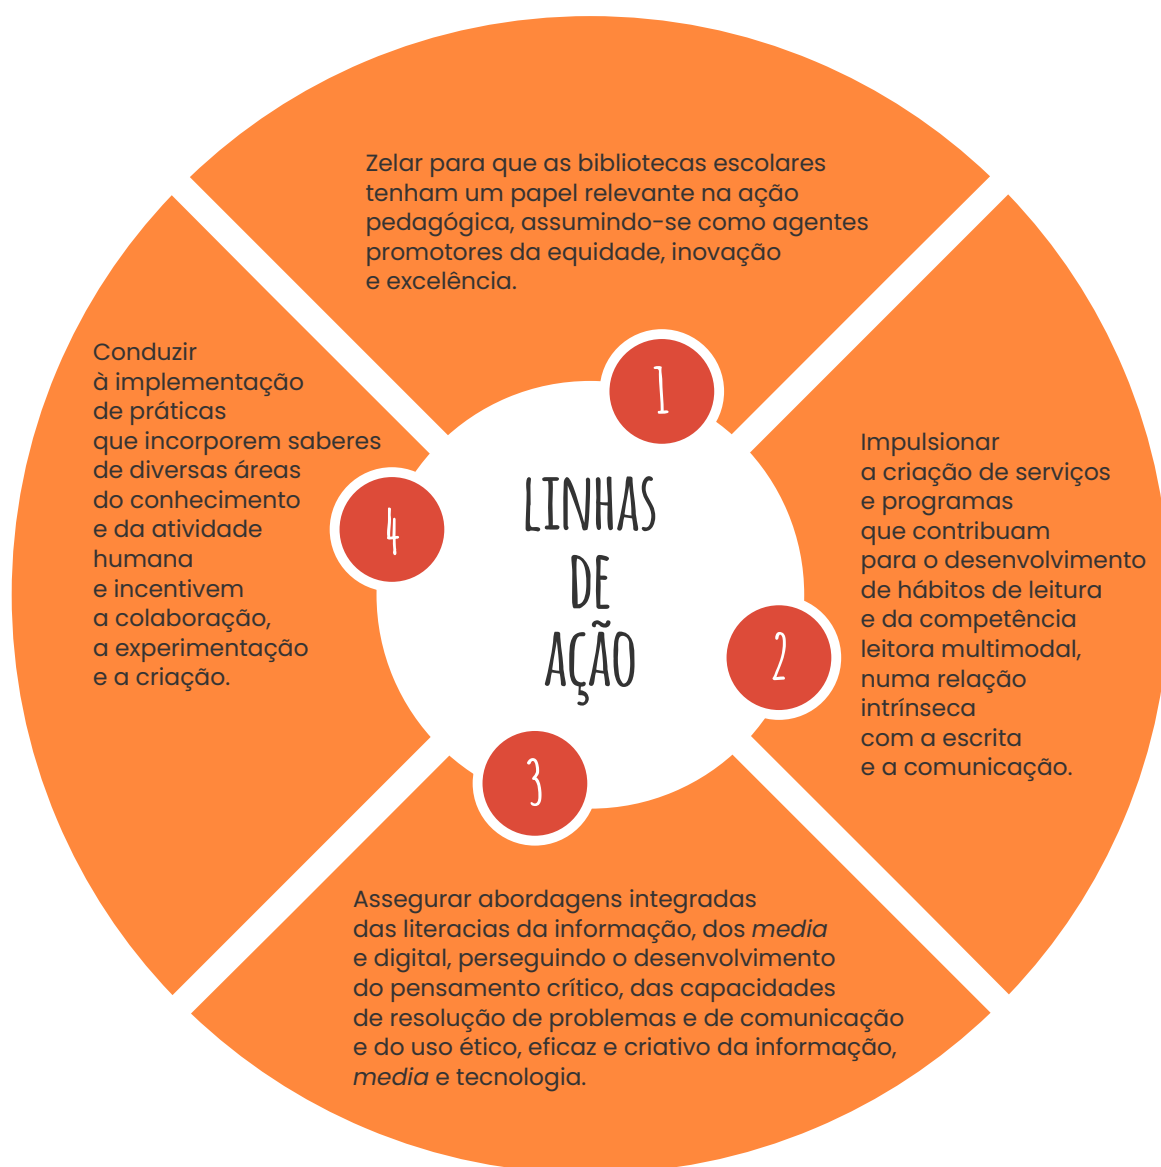 LINHAS
DE
AÇÃO
1
Zelar para que as bibliotecas escolares
tenham um papel relevante na ação
pedagógica, assumindo-se como agentes
promotores da equidade, inovação
e excelência.
2
Impulsionar
a criação de serviços
e programas
que contribuam
para o desenvolvimento
de hábitos de leitura
e da competência
leitora multimodal,
numa relação
intrínseca
com a escrita
e a comunicação.
3
Assegurar abordagens integradas
das literacias da informação, dos media
e digital, perseguindo o desenvolvimento
do pensamento crítico, das capacidades
de resolução de problemas e de comunicação
e do uso ético, eficaz e criativo da informação,
media e tecnologia.
4
Conduzir
à implementação
de práticas
que incorporem saberes
de diversas áreas
do conhecimento
e da atividade
humana
e incentivem
a colaboração,
a experimentação
e a criação.